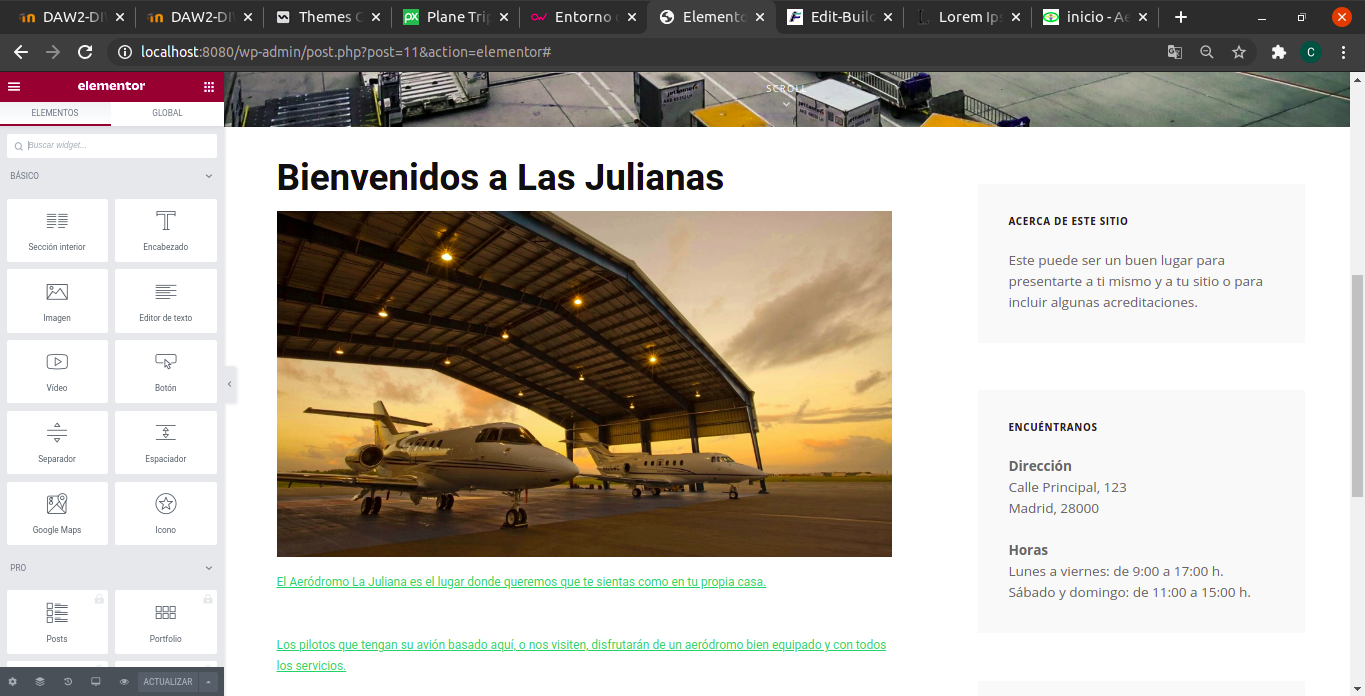 DAW2-DI
DAW2-DI
Themes
Plane Trip
Entorno
Elemento
Edit-Buil
Lorem Ip
inicio - A
localhost:8080/wp-admin/post.php?post=11&action=elementor#
C
elementor
ELEMENTOS
GLOBAL
Buscar widget...
BÁSICO
Sección interior
Encabezado
Imagen
Editor de texto
Vídeo
Botón
Separador
Espaciador
Google Maps
Icono
PRO
Posts
Portfolio
ACTUALIZAR
SCROLL
Bienvenidos a Las Julianas
El Aeródromo La Juliana es el lugar donde queremos que te sientas como en tu propia casa.
Los pilotos que tengan su avión basado aquí, o nos visiten, disfrutarán de un aeródromo bien equipado y con todos
los servicios.
ACERCA DE ESTE SITIO
Este puede ser un buen lugar para
presentarte a ti mismo y a tu sitio o para
incluir algunas acreditaciones.
ENCUÉNTRANOS
Dirección
Calle Principal, 123
Madrid, 28000
Horas
Lunes a viernes: de 9:00 a 17:00 h.
Sábado y domingo: de 11:00 a 15:00 h.